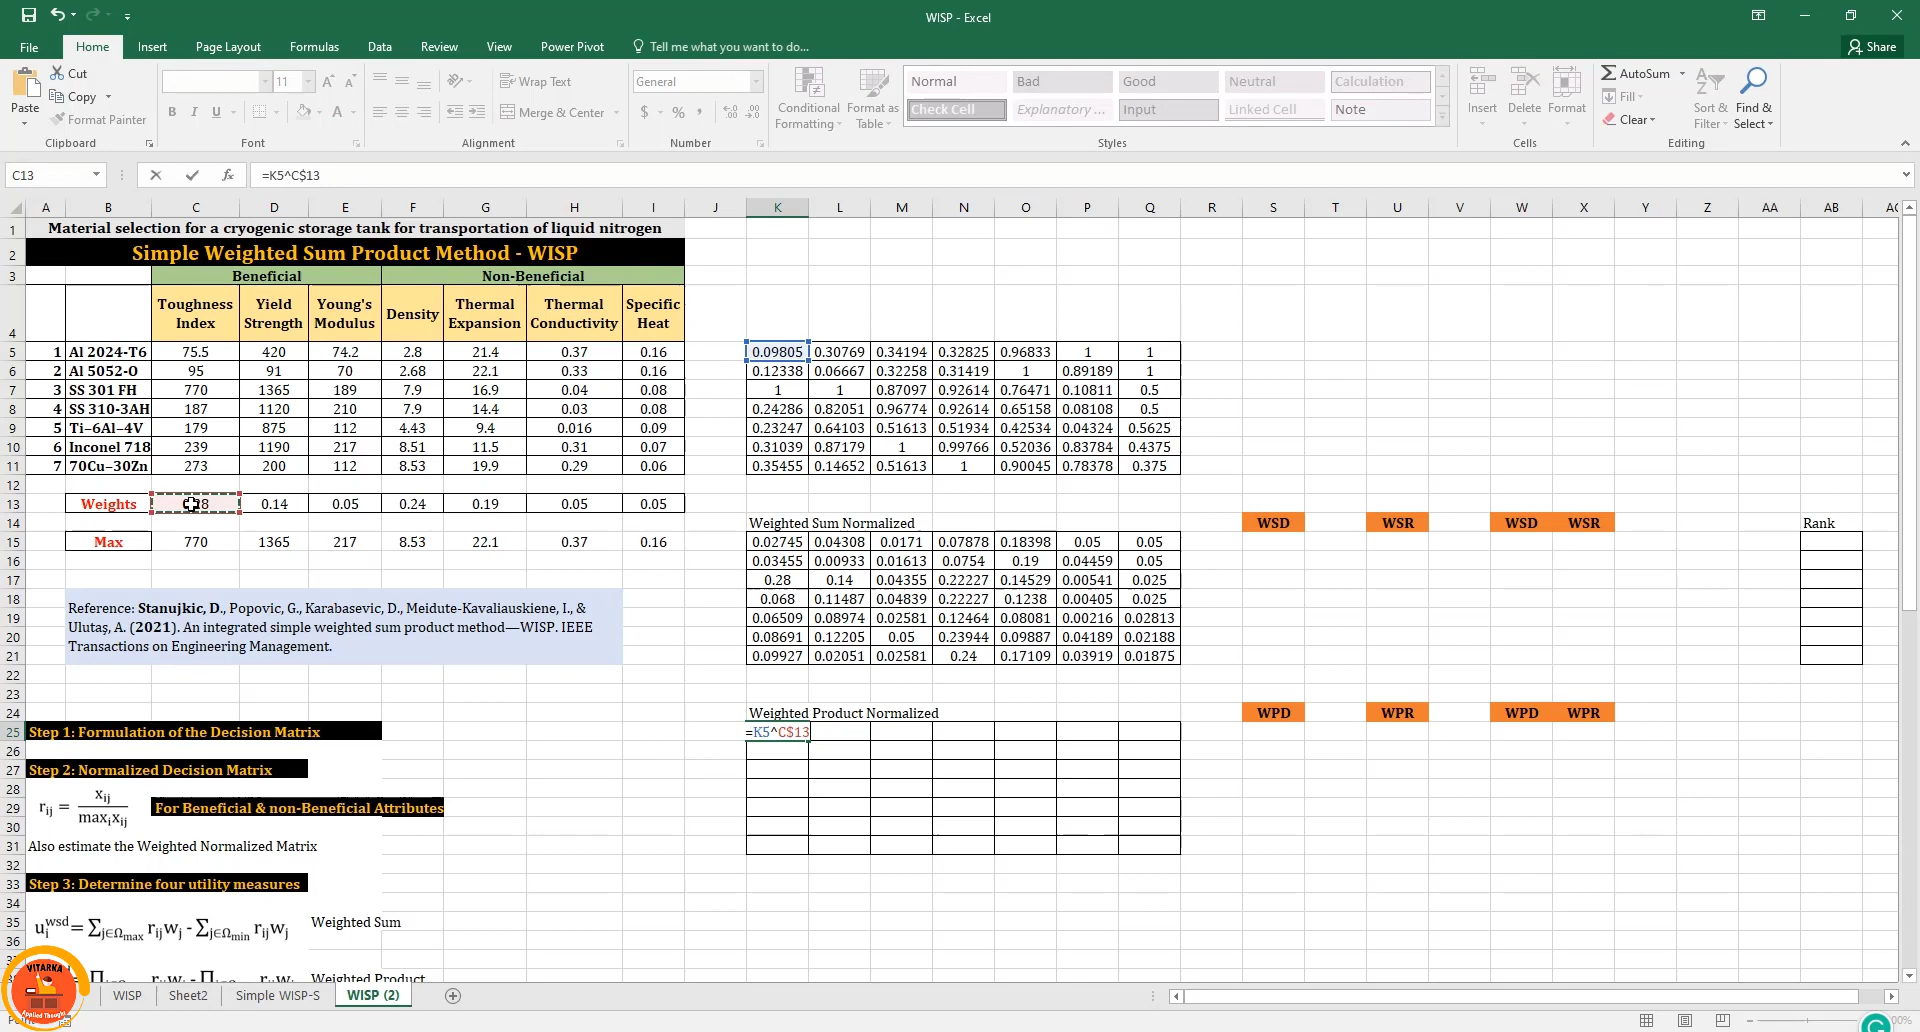 WISP - Excel
File Home Insert Page Layout Formulas Data Review View Power Pivot Tell me what you want to do... Share
Paste Cut Copy Format Painter
11 Wrap Text Merge & Center
General $ %
Conditional Formatting Format as Table
Normal Bad Good Neutral Calculation
Check Cell Explanatory ... Input Linked Cell Note
Insert Delete Format
AutoSum Fill Clear Sort & Filter Find & Select
Clipboard Font Alignment Number Styles Cells Editing
C13 fx =K5^C$13
A B C D E F G H I J K L M N O P Q R S T U V W X Y Z AA AB AC
1 Material selection for a cryogenic storage tank for transportation of liquid nitrogen
2 Simple Weighted Sum Product Method - WISP
3 Beneficial Non-Beneficial
4 Toughness Index Yield Strength Young's Modulus Density Thermal Expansion Thermal Conductivity Specific Heat
5 1 Al 2024-T6 75.5 420 74.2 2.8 21.4 0.37 0.16 0.09805 0.30769 0.34194 0.32825 0.96833 1 1
6 2 Al 5052-O 95 91 70 2.68 22.1 0.33 0.16 0.12338 0.06667 0.32258 0.31419 1 0.89189 1
7 3 SS 301 FH 770 1365 189 7.9 16.9 0.04 0.08 1 1 0.87097 0.92614 0.76471 0.10811 0.5
8 4 SS 310-3AH 187 1120 210 7.9 14.4 0.03 0.08 0.24286 0.82051 0.96774 0.92614 0.65158 0.08108 0.5
9 5 Ti–6Al–4V 179 875 112 4.43 9.4 0.016 0.09 0.23247 0.64103 0.51613 0.51934 0.42534 0.04324 0.5625
10 6 Inconel 718 239 1190 217 8.51 11.5 0.31 0.07 0.31039 0.87179 1 0.99766 0.52036 0.83784 0.4375
11 7 70Cu–30Zn 273 200 112 8.53 19.9 0.29 0.06 0.35455 0.14652 0.51613 1 0.90045 0.78378 0.375
12
13 Weights 0.14 0.05 0.24 0.19 0.05 0.05
14 Weighted Sum Normalized WSD WSR WSD WSR Rank
15 Max 770 1365 217 8.53 22.1 0.37 0.16 0.02745 0.04308 0.0171 0.07878 0.18398 0.05 0.05
16 0.03455 0.00933 0.01613 0.0754 0.19 0.04459 0.05
17 0.28 0.14 0.04355 0.22227 0.14529 0.00541 0.025
18 Reference: Stanujkic, D., Popovic, G., Karabasevic, D., Meidute-Kavaliauskiene, I., & 0.068 0.11487 0.04839 0.22227 0.1238 0.00405 0.025
19 Ulutaş, A. (2021). An integrated simple weighted sum product method—WISP. IEEE 0.06509 0.08974 0.02581 0.12464 0.08081 0.00216 0.02813
20 Transactions on Engineering Management. 0.08691 0.12205 0.05 0.23944 0.09887 0.04189 0.02188
21 0.09927 0.02051 0.02581 0.24 0.17109 0.03919 0.01875
22
23
24 Weighted Product Normalized WPD WPR WPD WPR
25 Step 1: Formulation of the Decision Matrix =K5^C$13
26
27 Step 2: Normalized Decision Matrix
28
29 rij = xij / maxixij For Beneficial & non-Beneficial Attributes
30
31 Also estimate the Weighted Normalized Matrix
32
33 Step 3: Determine four utility measures
34
35 uiwsd = ∑j∈Ωmax rijwj - ∑j∈Ωmin rijwj Weighted Sum
36
Weighted Product
VITARKA
Applied Thought
WISP Sheet2 Simple WISP-S WISP (2)